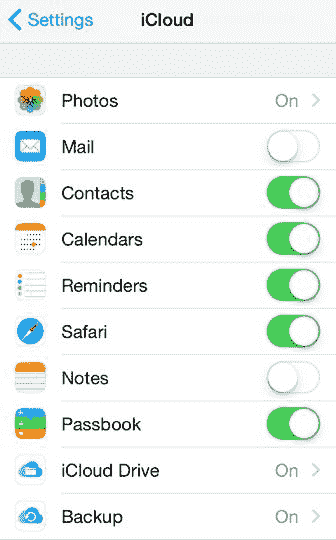 Settings iCloud
Photos On
Mail
Contacts
Calendars
Reminders
Safari
Notes
Passbook
iCloud Drive On
Backup On